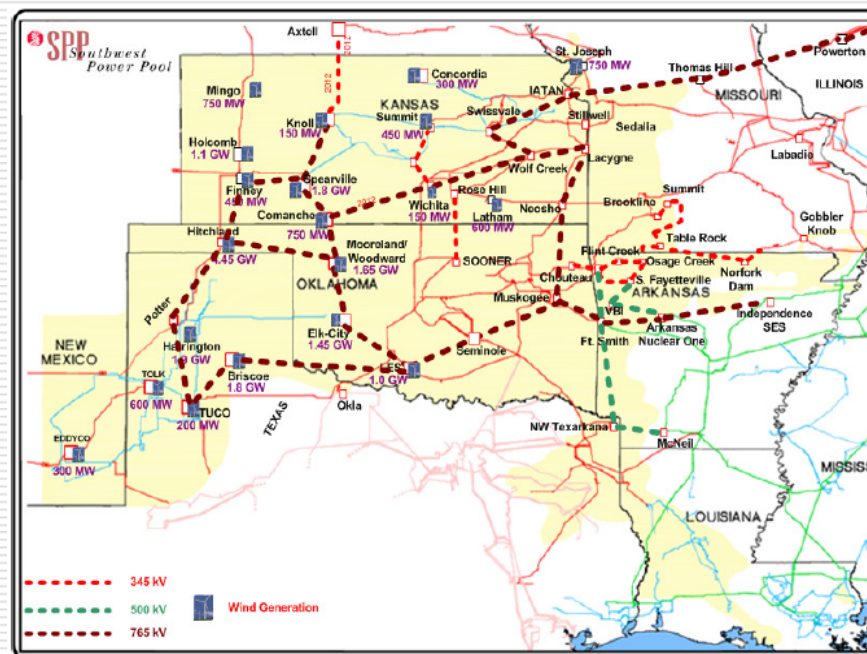 SPP Southwest
Power Pool
Axtell
2012
2012
St. Joseph
750 MW
Powerton
Thomas Hill
ILLINOIS
MISSOURI
Concordia
300 MW
Mingo
750 MW
KANSAS
IATAN
Swissvale
Stillwell
Knoll
150 MW
Summit
450 MW
Sedalia
Labadie
Holcomb
1.1 GW
Lacygne
Wolf Creek
Spearville
1.8 GW
Finney
450 MW
2012
Rose Hill
Wichita
150 MW
Latham
600 MW
Neosho
Summit
Brookline
Comanche
750 MW
Gobbler
Knob
Hitchland
4.45 GW
Mooreland/
Woodward
1.65 GW
Table Rock
Flint Creek
SOONER
Osage Creek
Chouteau
Norfork
Dam
OKLAHOMA
S. Fayetteville
ARKANSAS
Muskogee
Potter
VBI
Independence
SES
Elk-City
1.45 GW
Arkansas
Nuclear One
Ft. Smith
Harrington
1.3 GW
NEW
MEXICO
Seminole
Briscoe
1.8 GW
LES
1.0 GW
TOLK
600 MW
Okla
TUCO
200 MW
TEXAS
NW Texarkana
McNeil
EDDYCO
300 MW
MISSISS
LOUISIANA
345 kV
500 kV
Wind Generation
765 kV